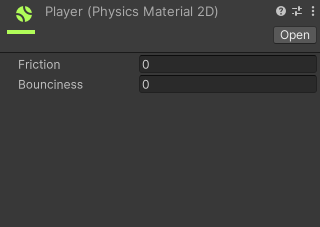 Player (Physics Material 2D)
Open
Friction 0
Bounciness 0